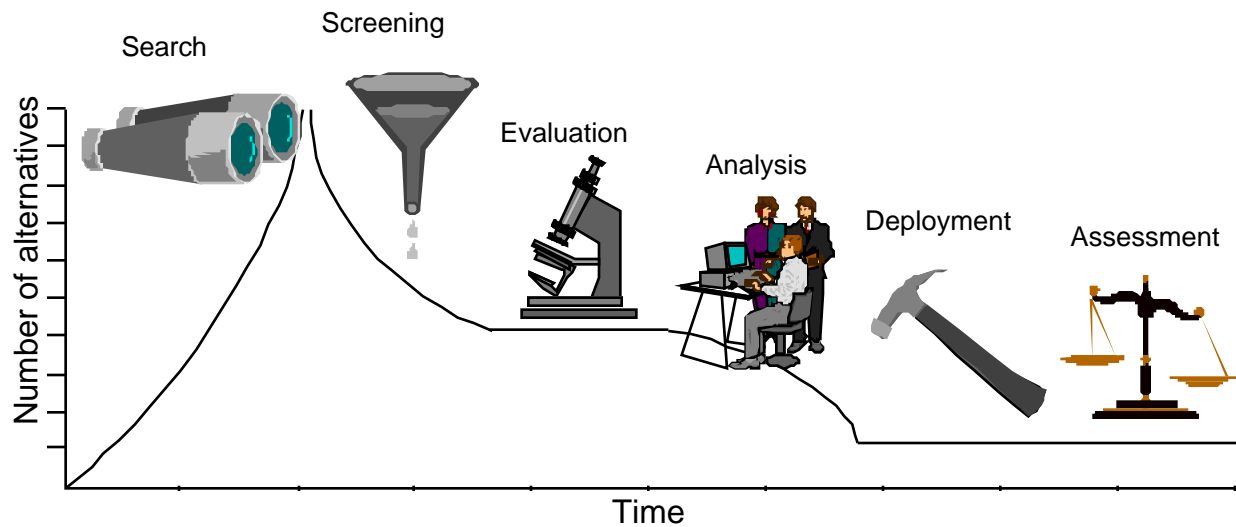 Search
Screening
Evaluation
Analysis
Deployment
Assessment
Number of alternatives
Time